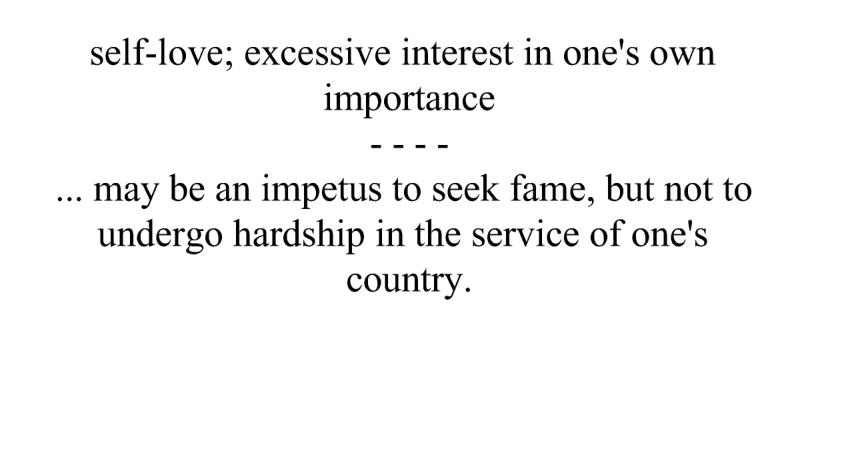 self-love; excessive interest in one's own
importance
- - - -
... may be an impetus to seek fame, but not to
undergo hardship in the service of one's
country.